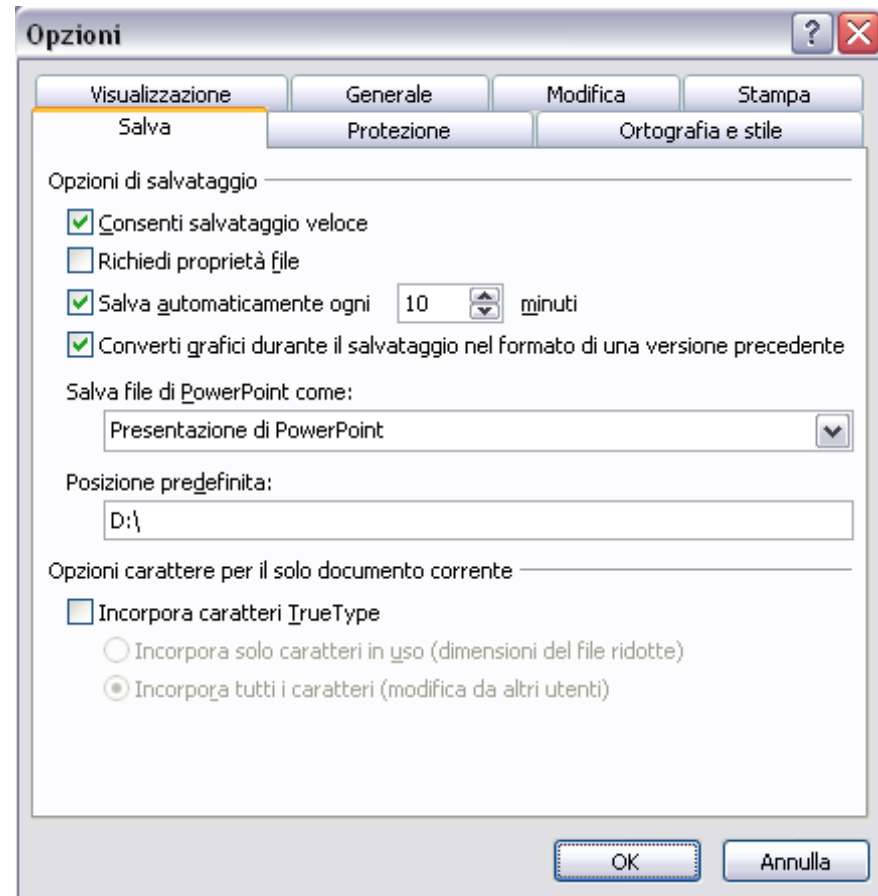 Opzioni
Visualizzazione Generale Modifica Stampa
Salva Protezione Ortografia e stile
Opzioni di salvataggio
Consenti salvataggio veloce
Richiedi proprietà file
Salva automaticamente ogni 10 minuti
Converti grafici durante il salvataggio nel formato di una versione precedente
Salva file di PowerPoint come:
Presentazione di PowerPoint
Posizione predefinita:
D:\
Opzioni carattere per il solo documento corrente
Incorpora caratteri TrueType
Incorpora solo caratteri in uso (dimensioni del file ridotte)
Incorpora tutti i caratteri (modifica da altri utenti)
OK Annulla